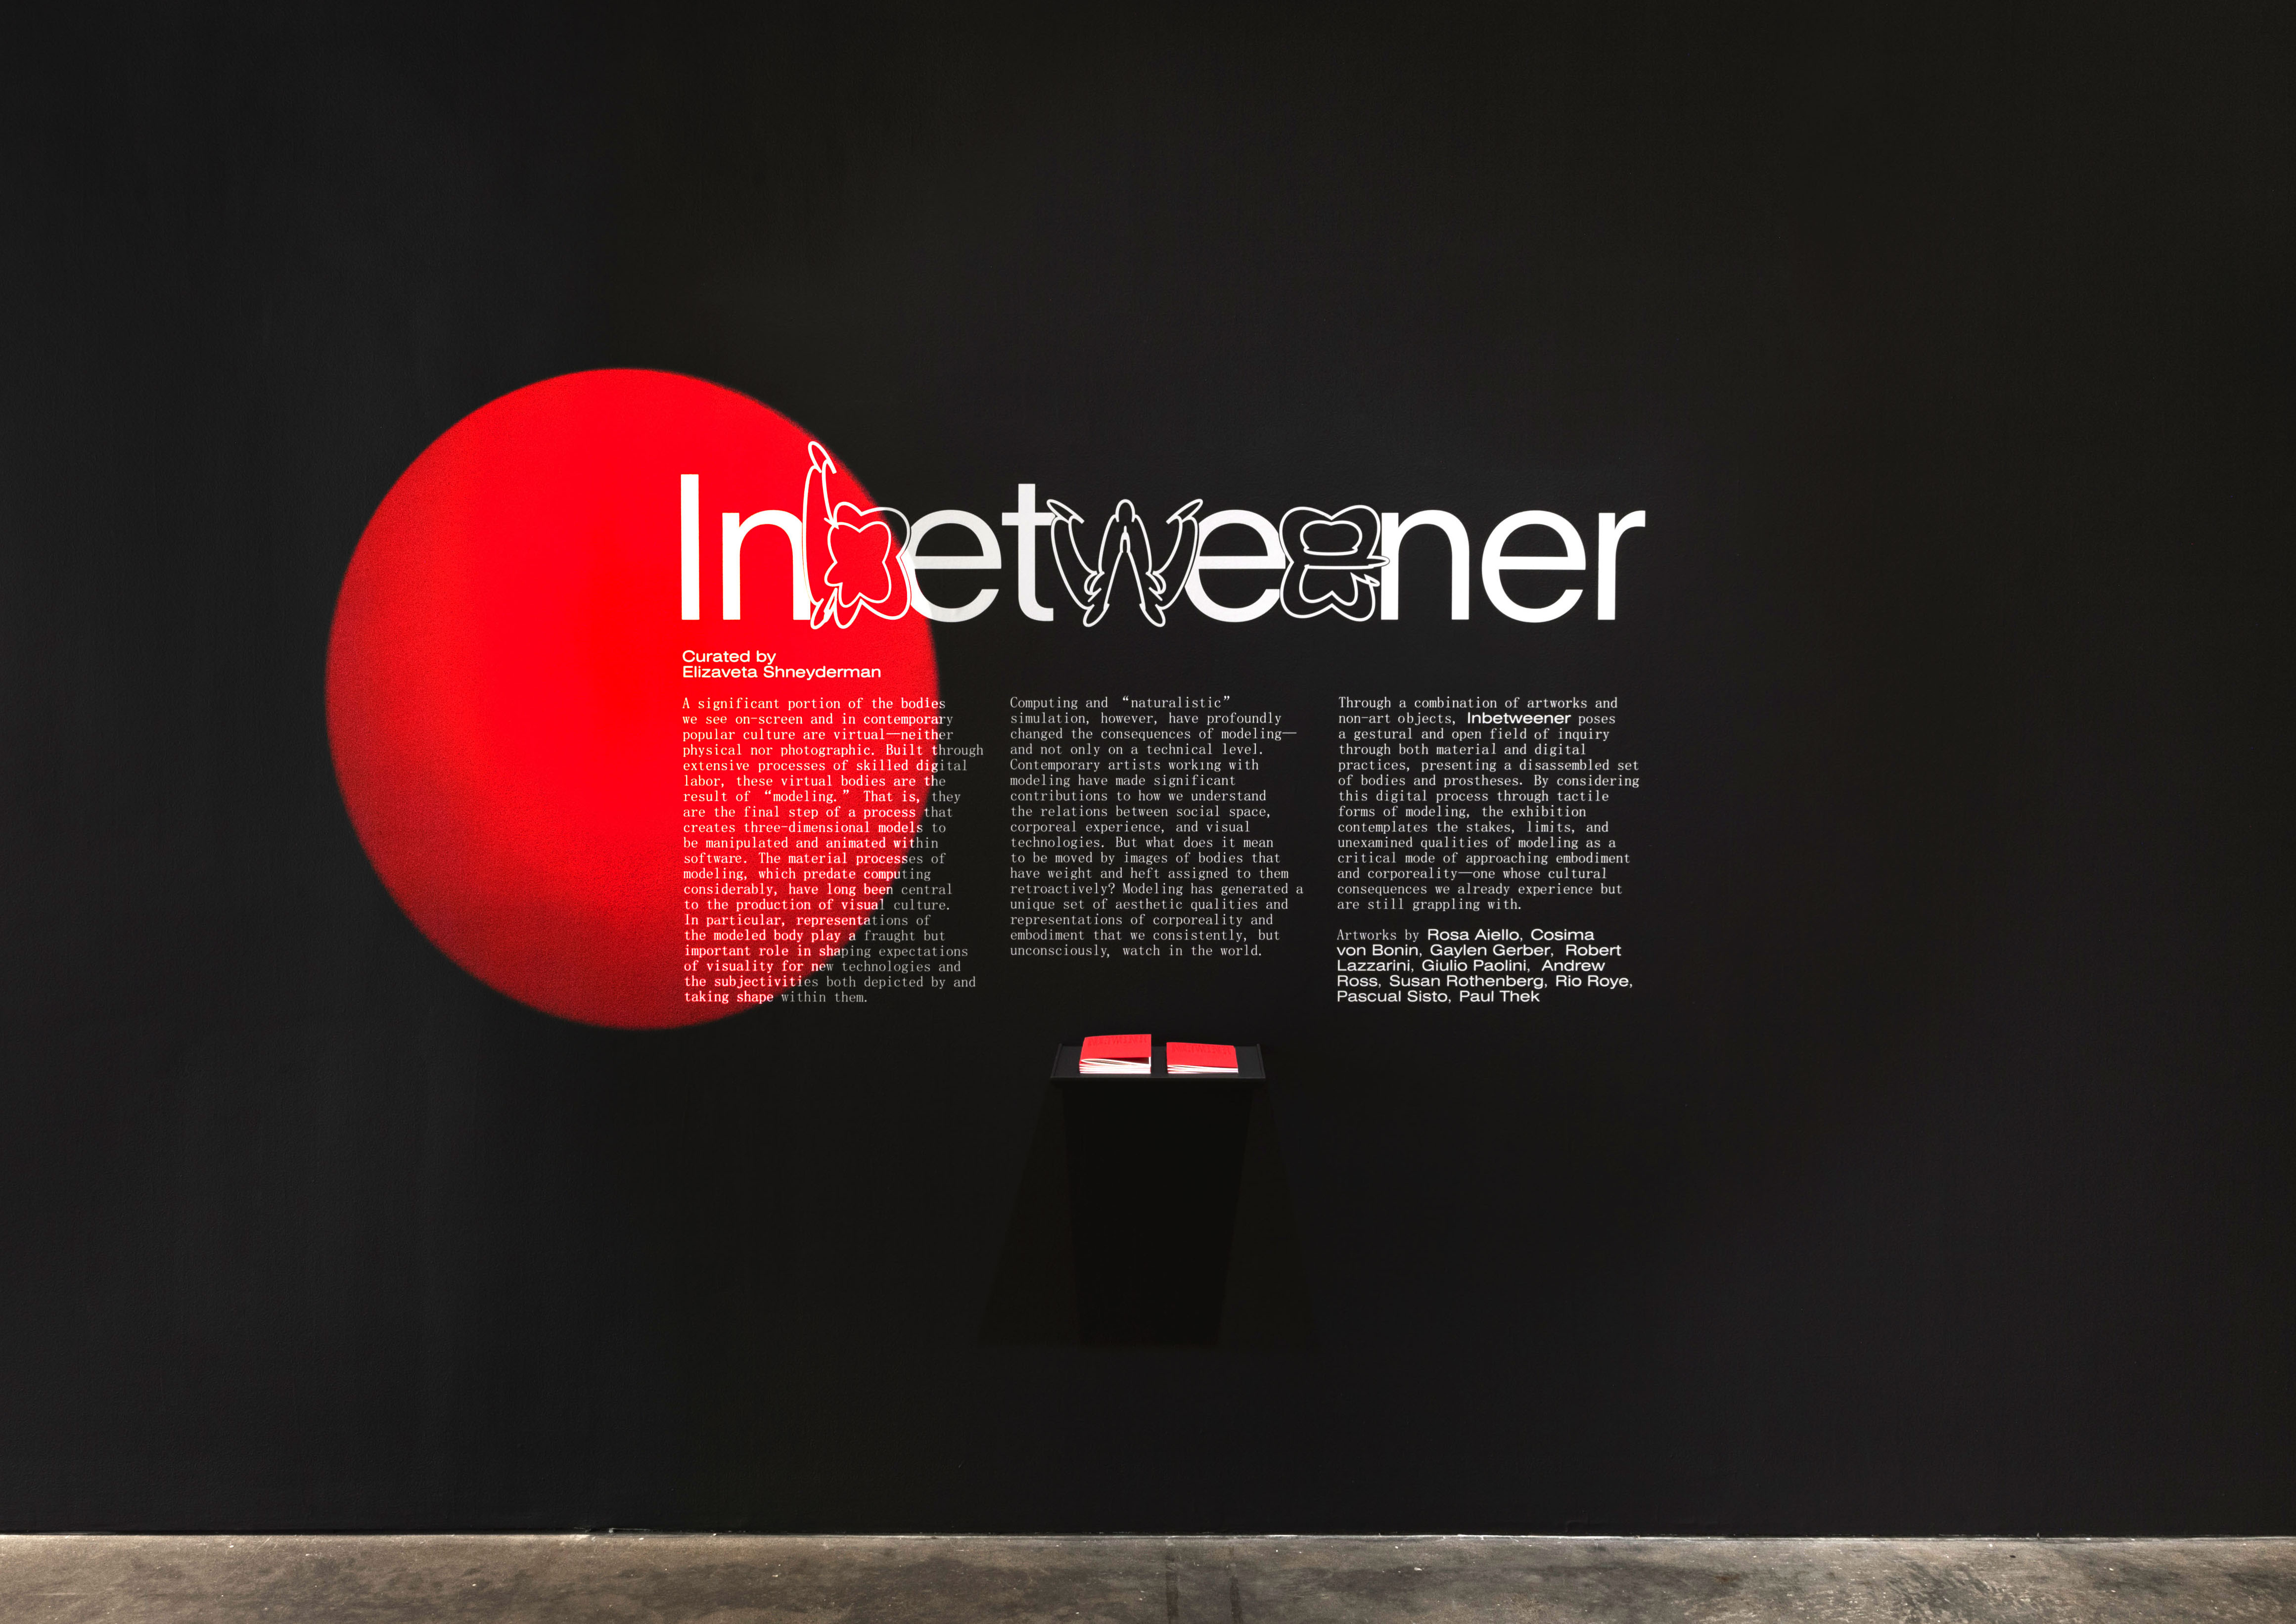 Inbetweener
Curated by
Elizaveta Shneyderman
A significant portion of the bodies
we see on-screen and in contemporary
popular culture are virtual—neither
physical nor photographic. Built through
extensive processes of skilled digital
labor, these virtual bodies are the
result of “modeling.” That is, they
are the final step of a process that
creates three-dimensional models to
be manipulated and animated within
software. The material processes of
modeling, which predate computing
considerably, have long been central
to the production of visual culture.
In particular, representations of
the modeled body play a fraught but
important role in shaping expectations
of visuality for new technologies and
the subjectivities both depicted by and
taking shape within them.
Computing and “naturalistic”
simulation, however, have profoundly
changed the consequences of modeling—
and not only on a technical level.
Contemporary artists working with
modeling have made significant
contributions to how we understand
the relations between social space,
corporeal experience, and visual
technologies. But what does it mean
to be moved by images of bodies that
have weight and heft assigned to them
retroactively? Modeling has generated a
unique set of aesthetic qualities and
representations of corporeality and
embodiment that we consistently, but
unconsciously, watch in the world.
Through a combination of artworks and
non-art objects, Inbetweener poses
a gestural and open field of inquiry
through both material and digital
practices, presenting a disassembled set
of bodies and prostheses. By considering
this digital process through tactile
forms of modeling, the exhibition
contemplates the stakes, limits, and
unexamined qualities of modeling as a
critical mode of approaching embodiment
and corporeality—one whose cultural
consequences we already experience but
are still grappling with.
Artworks by Rosa Aiello, Cosima
von Bonin, Gaylen Gerber, Robert
Lazzarini, Giulio Paolini, Andrew
Ross, Susan Rothenberg, Rio Roye,
Pascual Sisto, Paul Thek